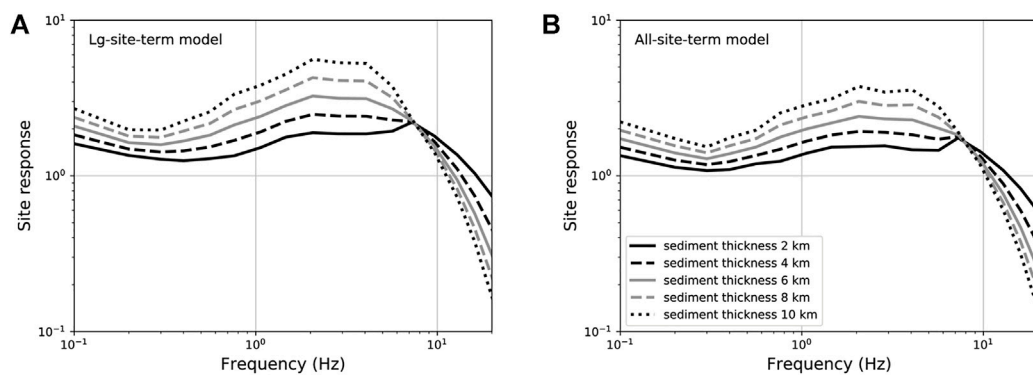 A
Lg-site-term model
Site response
10^1
10^0
10^-1
10^-1
10^0
10^1
Frequency (Hz)
B
All-site-term model
Site response
10^1
10^0
10^-1
sediment thickness 2 km
sediment thickness 4 km
sediment thickness 6 km
sediment thickness 8 km
sediment thickness 10 km
10^-1
10^0
10^1
Frequency (Hz)